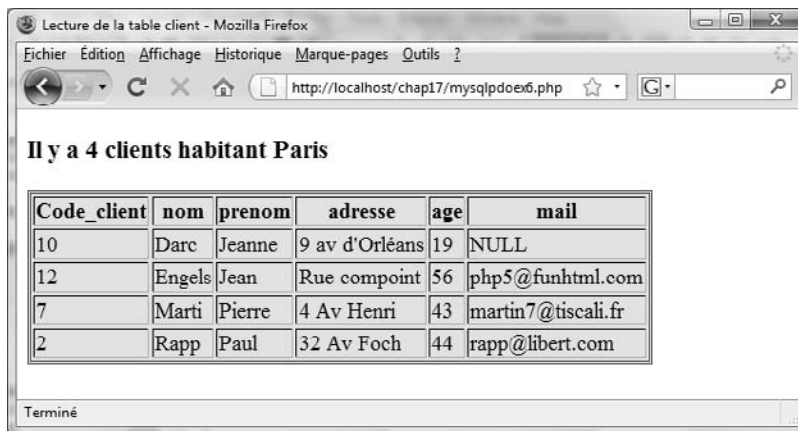 Lecture de la table client - Mozilla Firefox
Fichier Édition Affichage Historique Marque-pages Outils ?
http://localhost/chap17/mysqlpdoex6.php G
Il y a 4 clients habitant Paris
Code_client nom prenom adresse age mail
10 Darc Jeanne 9 av d'Orléans 19 NULL
12 Engels Jean Rue compoint 56 php5@funhtml.com
7 Marti Pierre 4 Av Henri 43 martin7@tiscali.fr
2 Rapp Paul 32 Av Foch 44 rapp@libert.com
Terminé